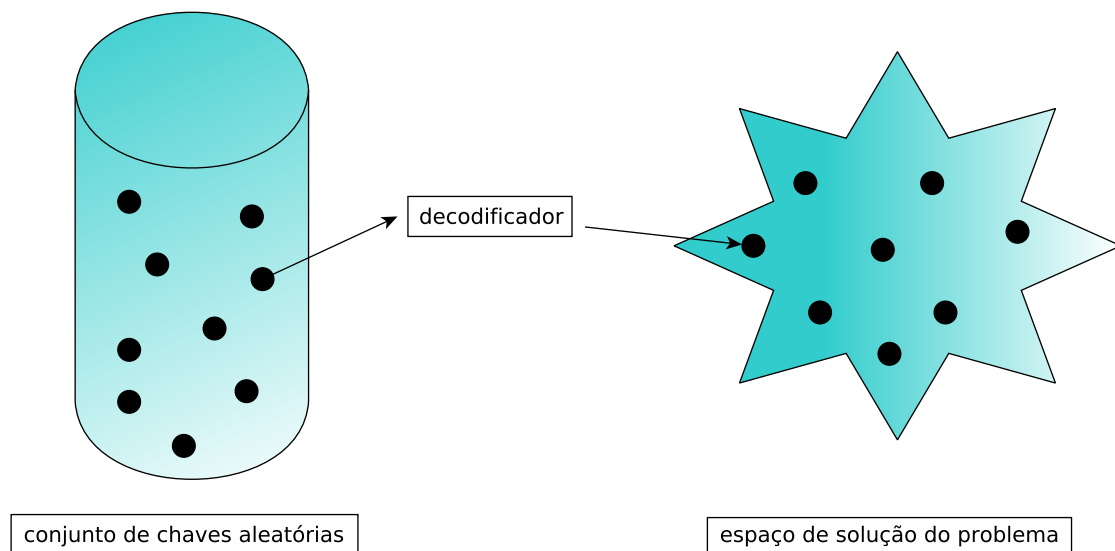 decodificador
conjunto de chaves aleatórias
espaço de solução do problema